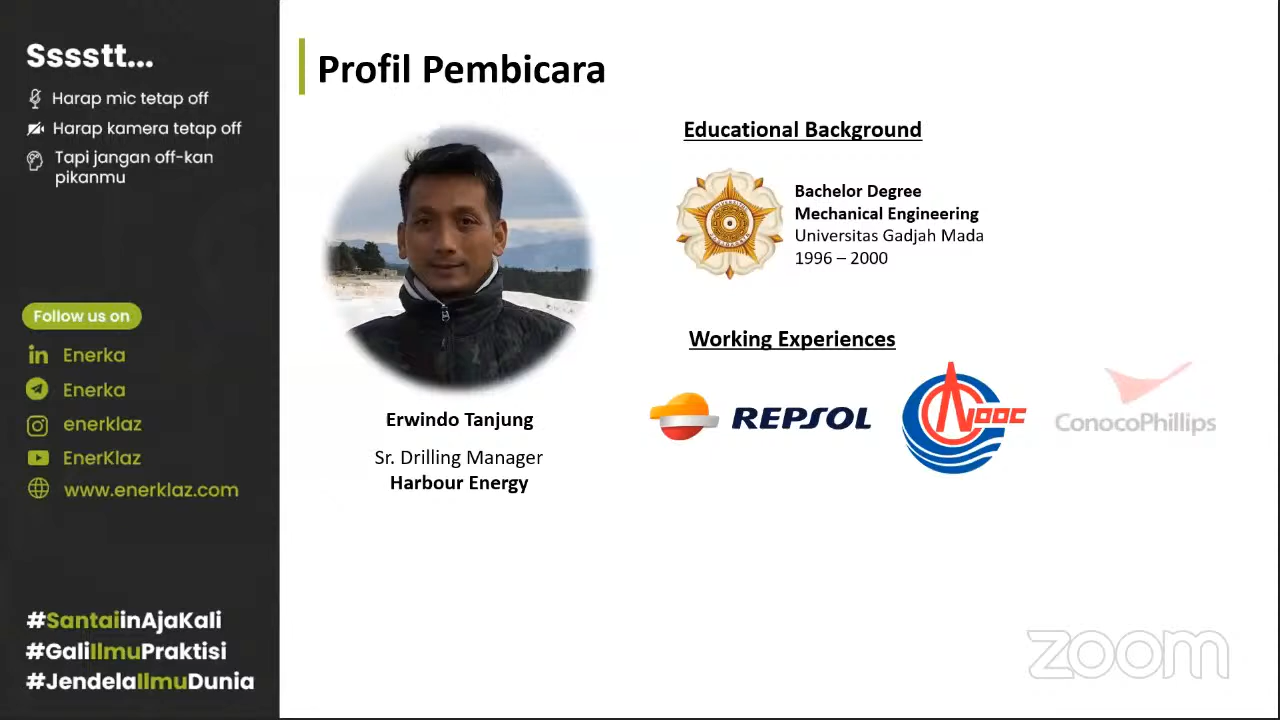 Sssstt...
Harap mic tetap off
Harap kamera tetap off
Tapi jangan off-kan
pikanmu
Follow us on
Enerka
Enerka
enerklaz
EnerKlaz
www.enerklaz.com
#SantaiinAjaKali
#GaliIlmuPraktisi
#JendelaIlmuDunia
Profil Pembicara
Erwindo Tanjung
Sr. Drilling Manager
Harbour Energy
Educational Background
Bachelor Degree
Mechanical Engineering
Universitas Gadjah Mada
1996 – 2000
Working Experiences
REPSOL
CNOOC
ConocoPhillips
zoom